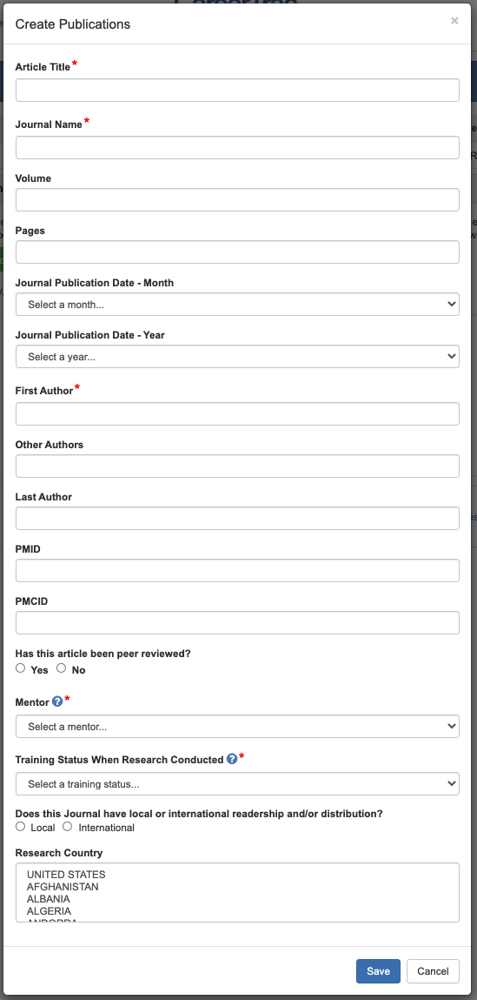 Create Publications
×
Article Title*
Journal Name*
Volume
Pages
Journal Publication Date - Month
Select a month...
Journal Publication Date - Year
Select a year...
First Author*
Other Authors
Last Author
PMID
PMCID
Has this article been peer reviewed?
Yes No
Mentor ?*
Select a mentor...
Training Status When Research Conducted ?*
Select a training status...
Does this Journal have local or international readership and/or distribution?
Local International
Research Country
UNITED STATES
AFGHANISTAN
ALBANIA
ALGERIA
ANDORRA
Save Cancel